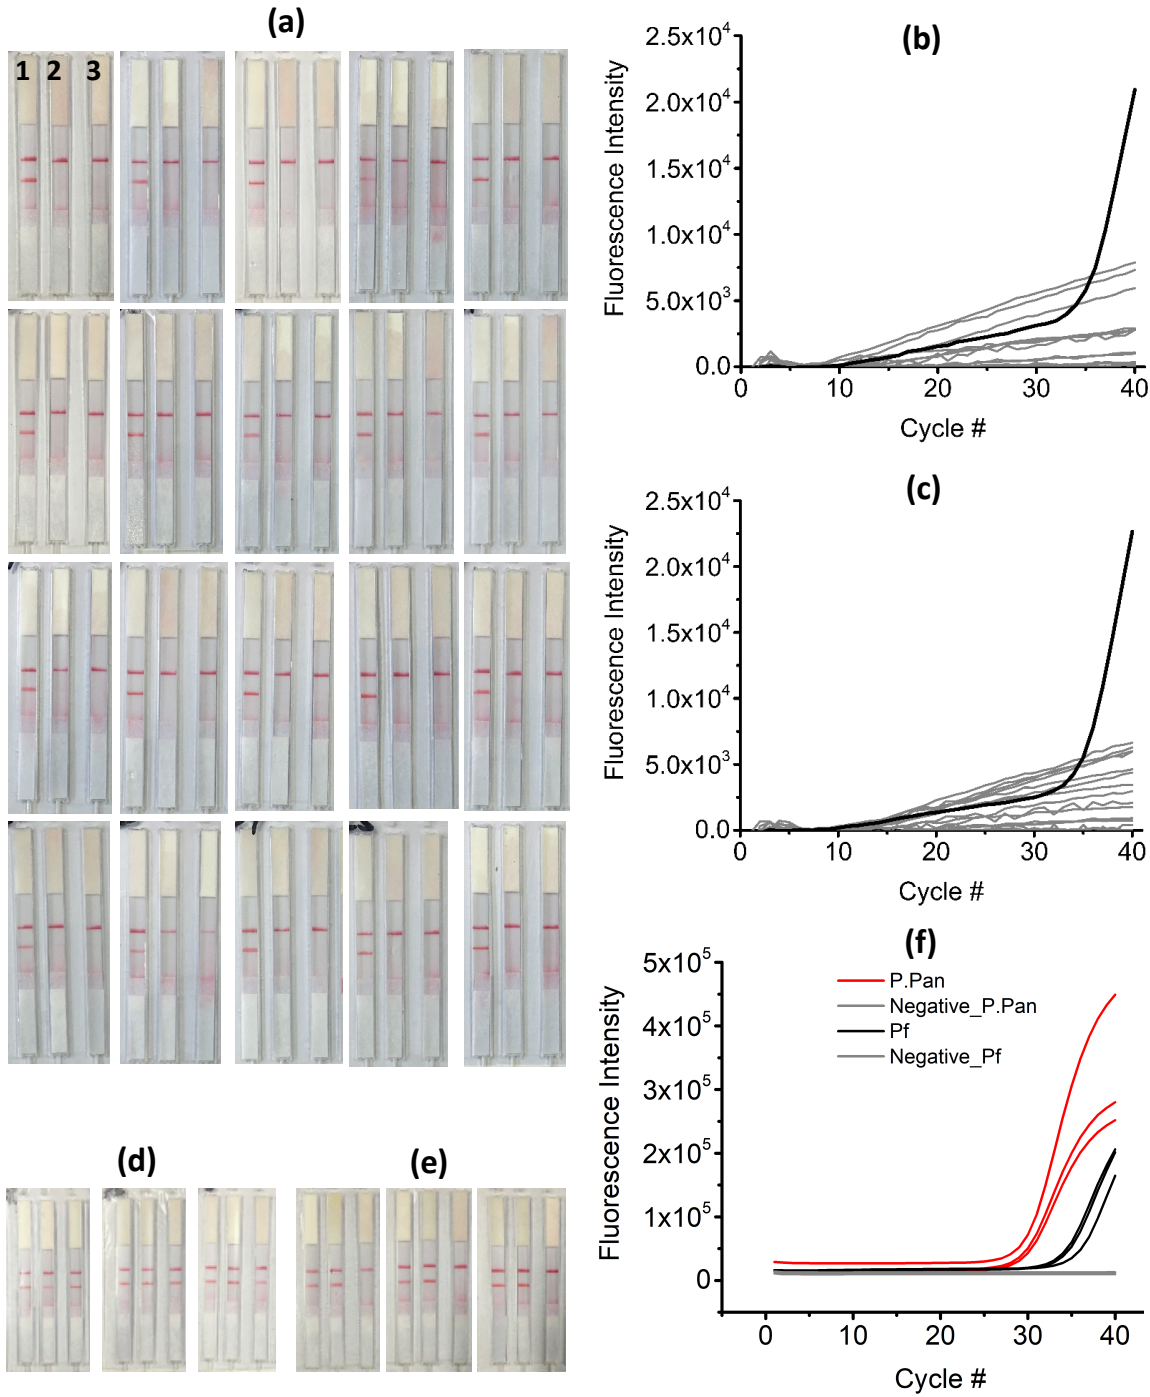 (a)
1 2 3
(b)
Fluorescence Intensity
2.5x10⁴
2.0x10⁴
1.5x10⁴
1.0x10⁴
5.0x10³
0.0
0 10 20 30 40
Cycle #
(c)
Fluorescence Intensity
2.5x10⁴
2.0x10⁴
1.5x10⁴
1.0x10⁴
5.0x10³
0.0
0 10 20 30 40
Cycle #
(d)
(e)
(f)
Fluorescence Intensity
5x10⁵
4x10⁵
3x10⁵
2x10⁵
1x10⁵
0
P.Pan
Negative_P.Pan
Pf
Negative_Pf
0 10 20 30 40
Cycle #